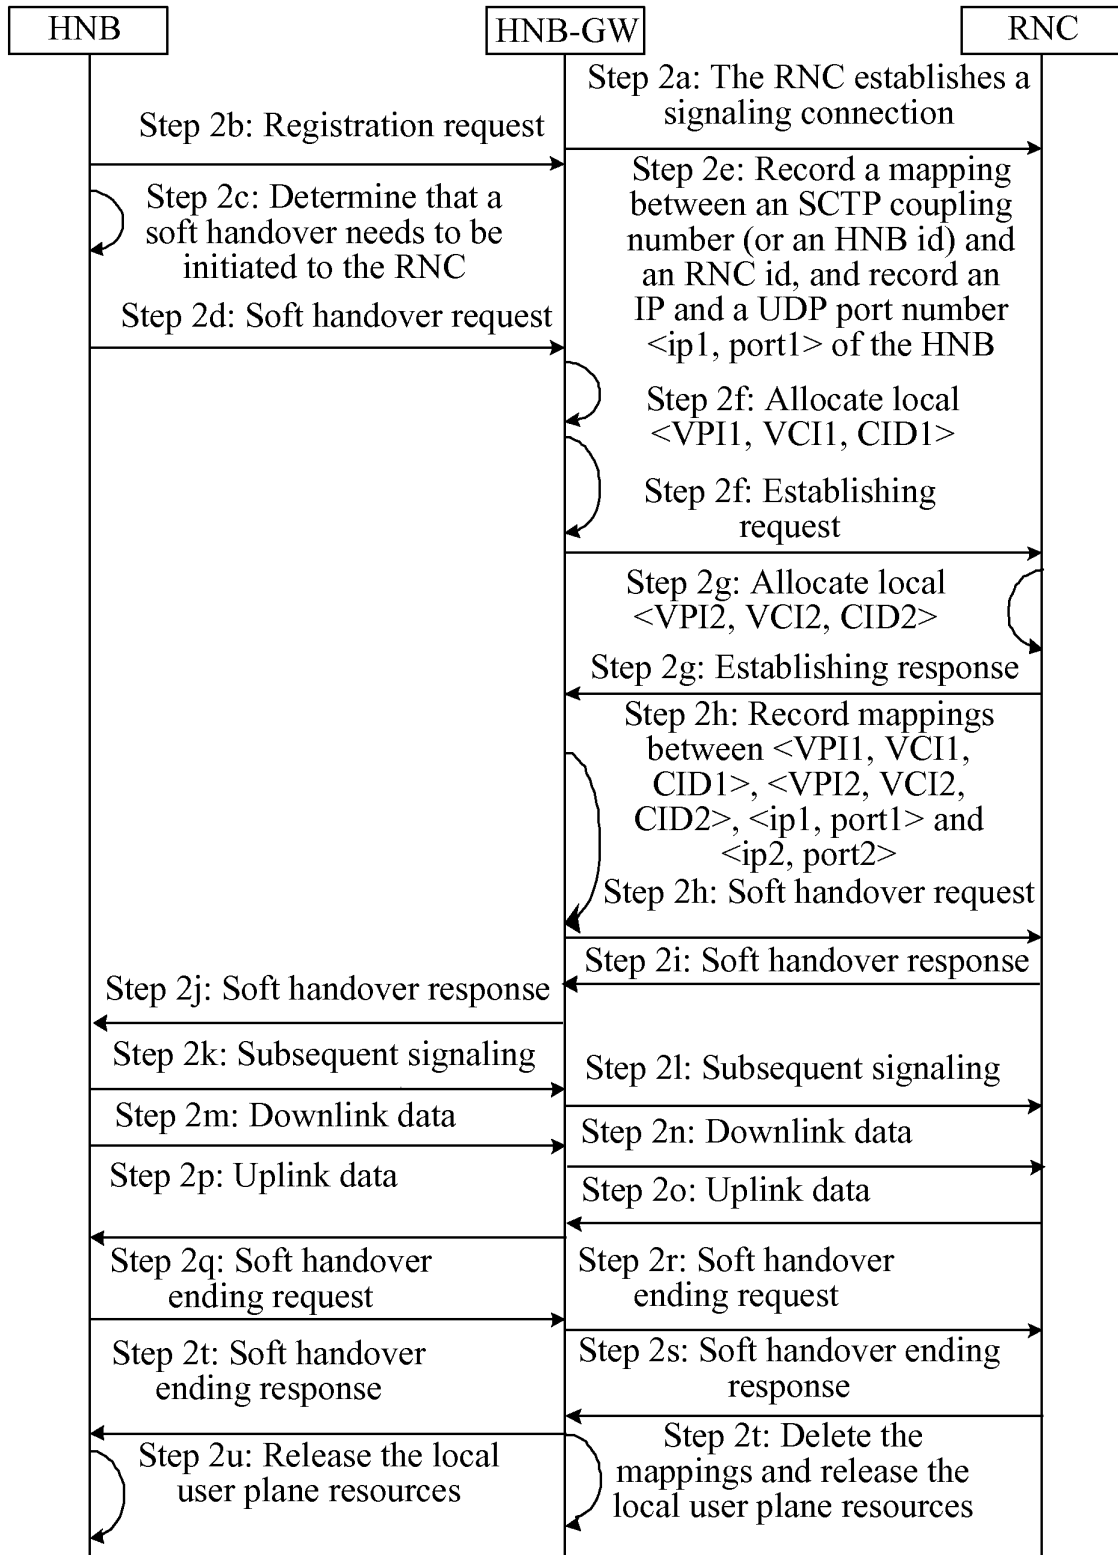 HNB
HNB-GW
RNC
Step 2a: The RNC establishes a
signaling connection
Step 2b: Registration request
Step 2c: Determine that a
soft handover needs to be
initiated to the RNC
Step 2d: Soft handover request
Step 2e: Record a mapping
between an SCTP coupling
number (or an HNB id) and
an RNC id, and record an
IP and a UDP port number
<ip1, port1> of the HNB
Step 2f: Allocate local
<VPI1, VCI1, CID1>
Step 2f: Establishing
request
Step 2g: Allocate local
<VPI2, VCI2, CID2>
Step 2g: Establishing response
Step 2h: Record mappings
between <VPI1, VCI1,
CID1>, <VPI2, VCI2,
CID2>, <ip1, port1> and
<ip2, port2>
Step 2h: Soft handover request
Step 2i: Soft handover response
Step 2j: Soft handover response
Step 2k: Subsequent signaling
Step 2l: Subsequent signaling
Step 2m: Downlink data
Step 2n: Downlink data
Step 2p: Uplink data
Step 2o: Uplink data
Step 2q: Soft handover
ending request
Step 2r: Soft handover
ending request
Step 2t: Soft handover
ending response
Step 2s: Soft handover ending
response
Step 2u: Release the local
user plane resources
Step 2t: Delete the
mappings and release the
local user plane resources